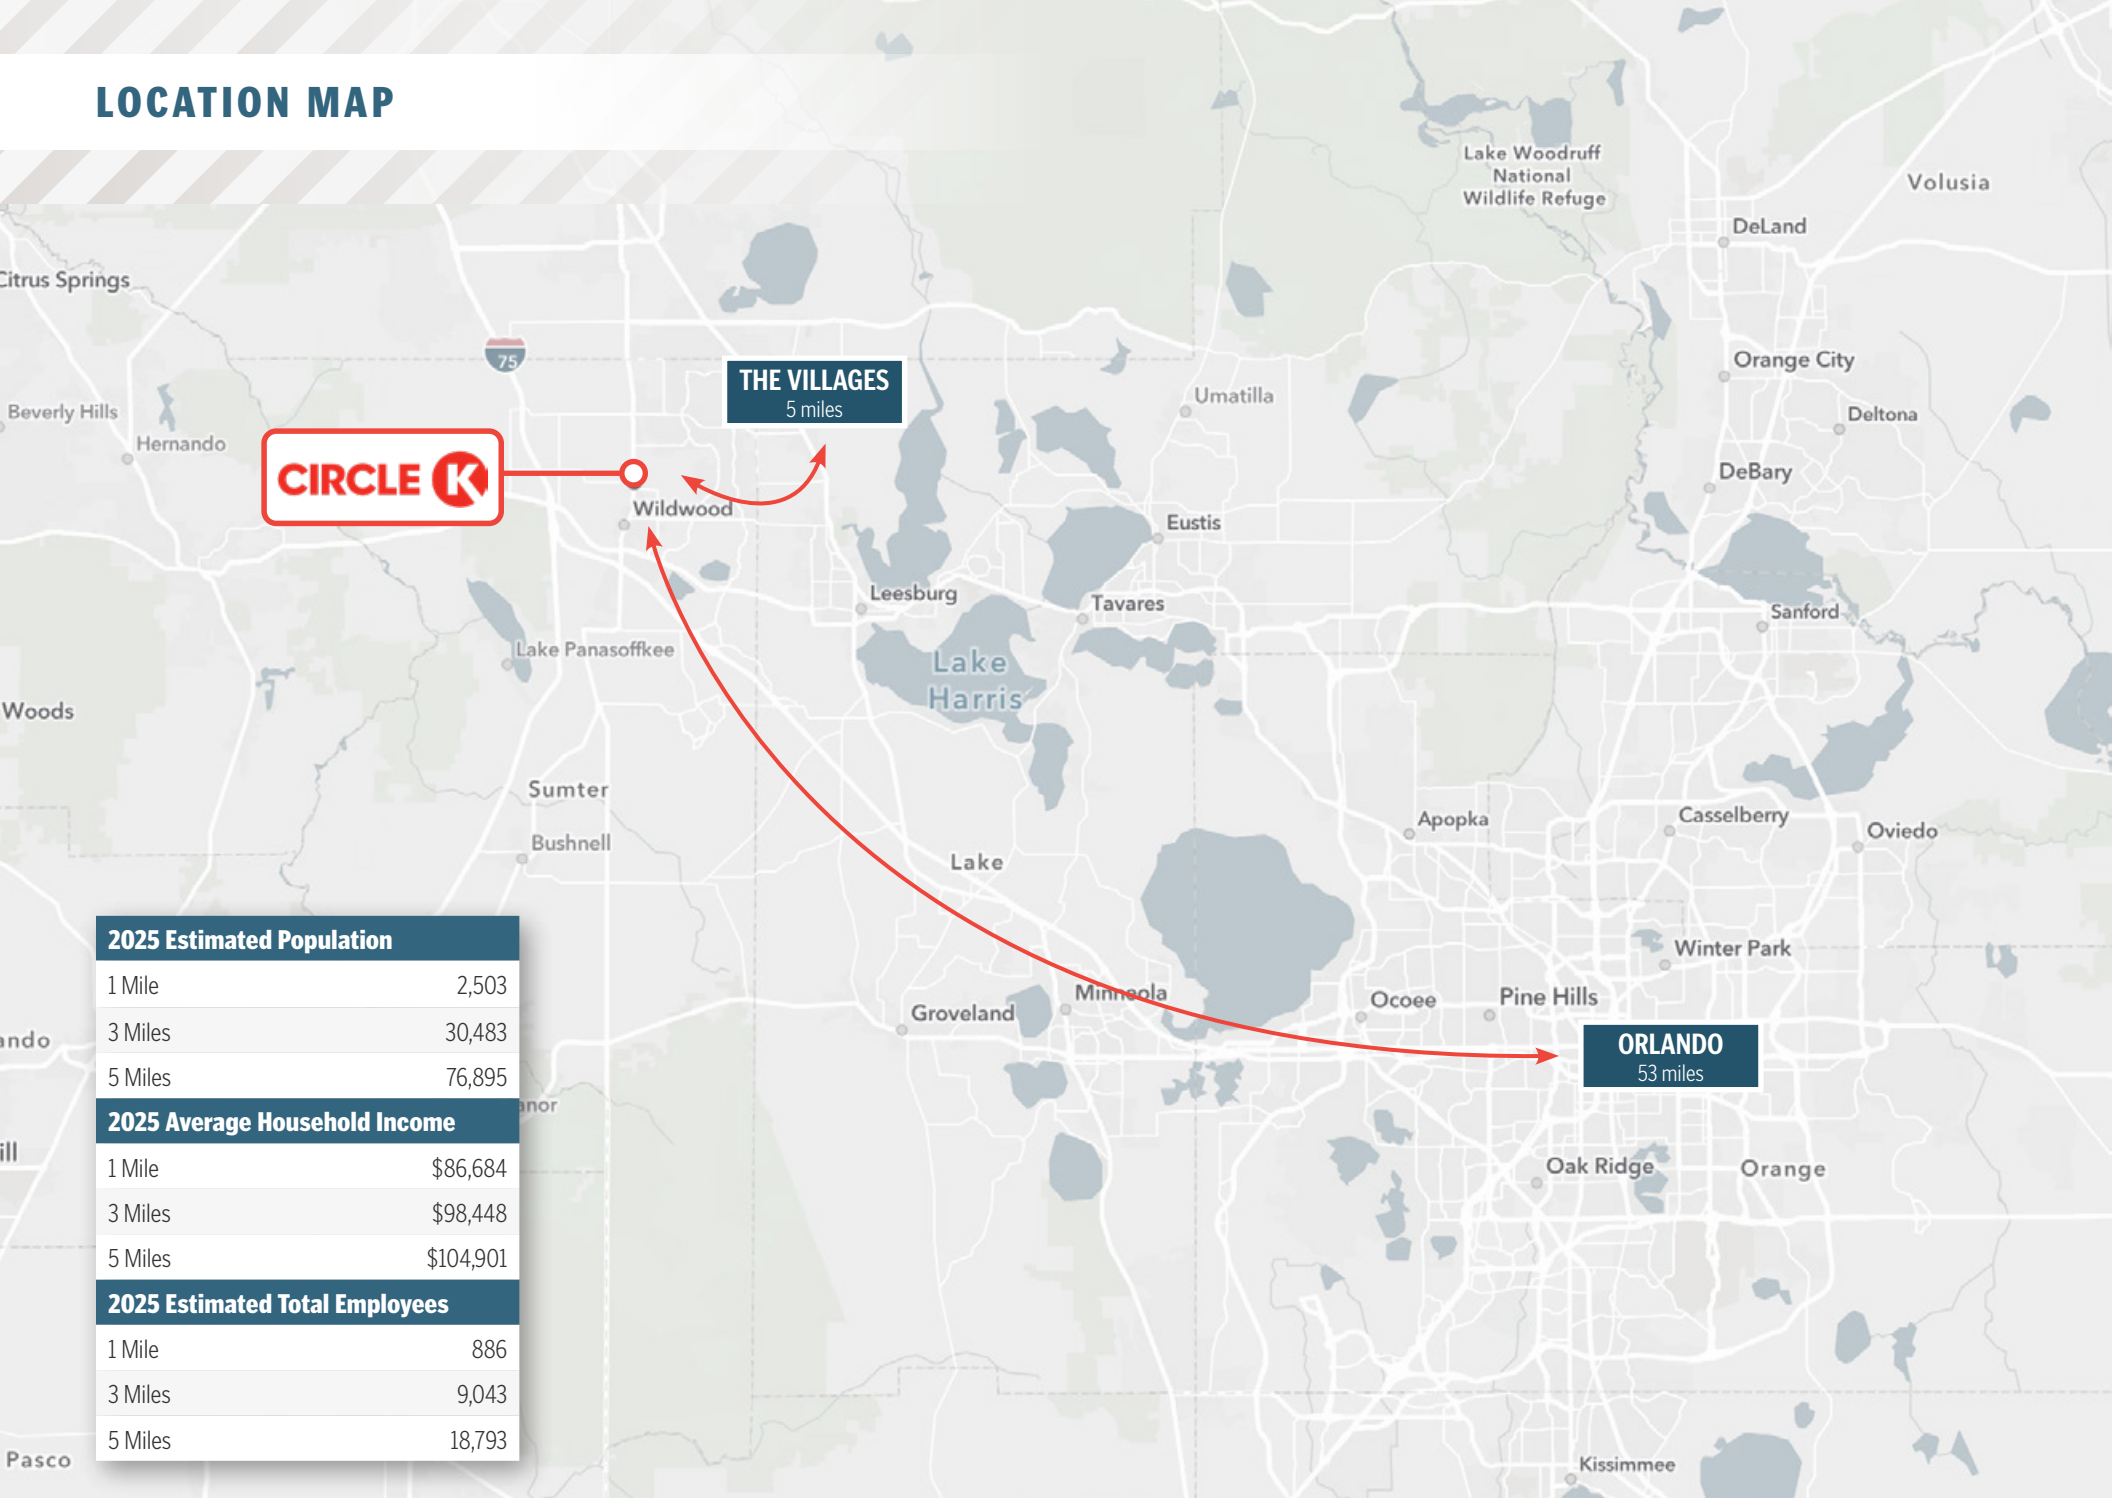 LOCATION MAP
Lake Woodruff
National
Wildlife Refuge
Volusia
DeLand
Citrus Springs
75
Orange City
THE VILLAGES
5 miles
Umatilla
Beverly Hills
Deltona
Hernando
DeBary
CIRCLE K
Wildwood
Eustis
Leesburg
Tavares
Sanford
Lake Panasoffkee
Lake
Harris
Woods
Sumter
Casselberry
Apopka
Oviedo
Bushnell
Lake
2025 Estimated Population
1 Mile 2,503
3 Miles 30,483
5 Miles 76,895
2025 Average Household Income
1 Mile $86,684
3 Miles $98,448
5 Miles $104,901
2025 Estimated Total Employees
1 Mile 886
3 Miles 9,043
5 Miles 18,793
Winter Park
Minneola
Ocoee
Pine Hills
Groveland
ando
ORLANDO
53 miles
anor
ill
Oak Ridge
Orange
Pasco
Kissimmee